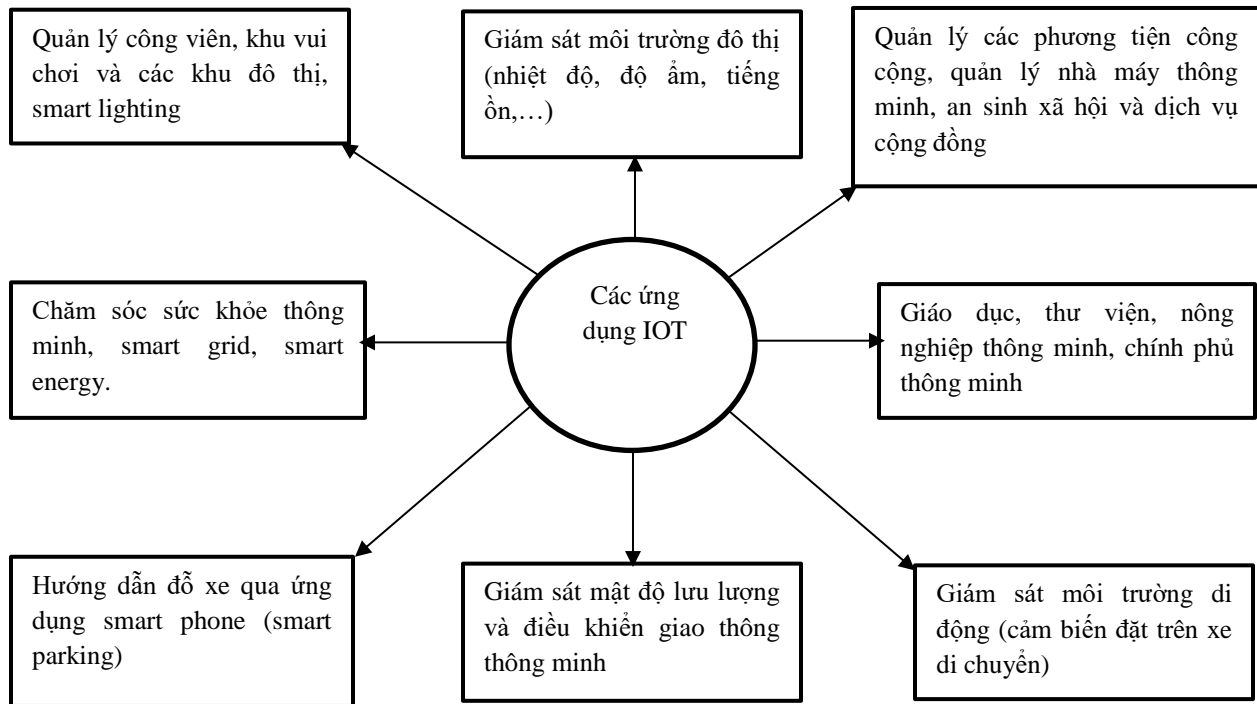 Quản lý công viên, khu vui
chơi và các khu đô thị,
smart lighting
Giám sát môi trường đô thị
(nhiệt độ, độ ẩm, tiếng
ồn,…)
Quản lý các phương tiện công
cộng, quản lý nhà máy thông
minh, an sinh xã hội và dịch vụ
cộng đồng
Chăm sóc sức khỏe thông
minh, smart grid, smart
energy.
Các ứng
dụng IOT
Giáo dục, thư viện, nông
nghiệp thông minh, chính phủ
thông minh
Hướng dẫn đỗ xe qua ứng
dụng smart phone (smart
parking)
Giám sát mật độ lưu lượng
và điều khiển giao thông
thông minh
Giám sát môi trường di
động (cảm biến đặt trên xe
di chuyển)